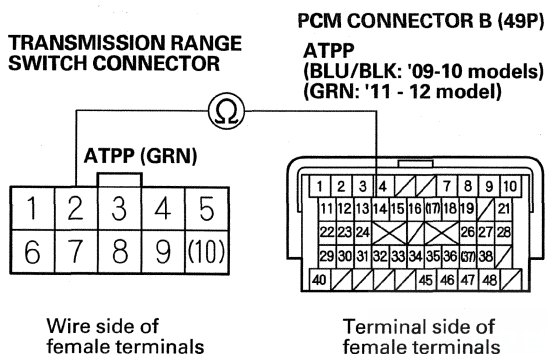 PCM CONNECTOR B (49P)
TRANSMISSION RANGE
SWITCH CONNECTOR
ATPP
(BLU/BLK: '09-10 models)
(GRN: '11 - 12 model)
Ω
ATPP (GRN)
1 2 3 4 5
6 7 8 9 (10)
1 2 3 4 7 8 9 10
11 12 13 14 15 16 (17) 18 19 21
22 23 24 26 27 28
29 30 31 32 33 34 35 36 (37) 38
40 45 46 47 48
Wire side of
female terminals
Terminal side of
female terminals